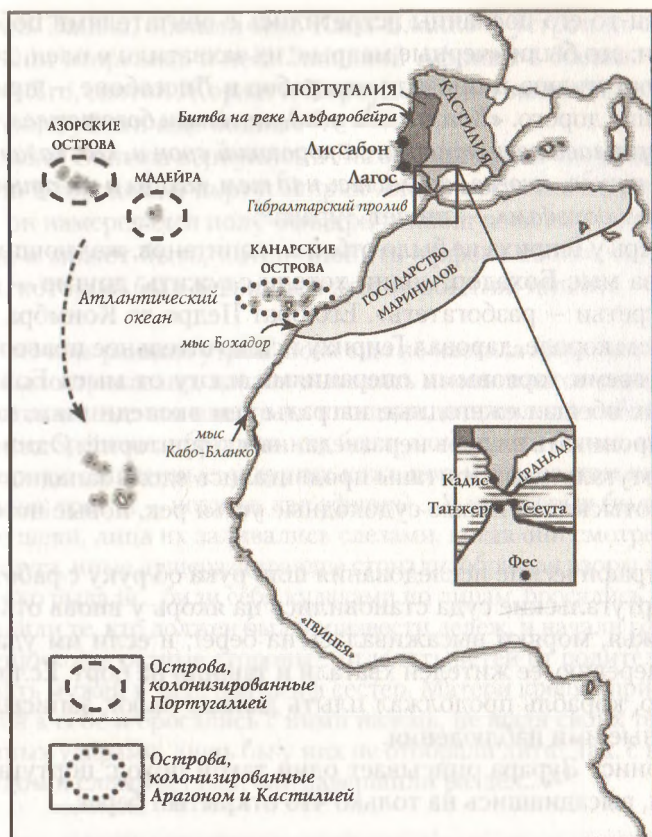 ПОРТУГАЛИЯ
Битва на реке Альфаробейра
КАСТИЛИЯ
АЗОРСКИЕ
ОСТРОВА
МАДЕЙРА
Лиссабон
Лагос
Гибралтарский пролив
КАНАРСКИЕ
ОСТРОВА
ГОСУДАРСТВО
МАРИНИДОВ
Атлантический
океан
мыс Бохадор
мыс
Кабо-Бланко
ГРАНАДА
Кадис
Танжер
Сеута
Фес
«ГВИНЕЯ»
Острова,
колонизированные
Португалией
Острова,
колонизированные
Арагоном и Кастилией